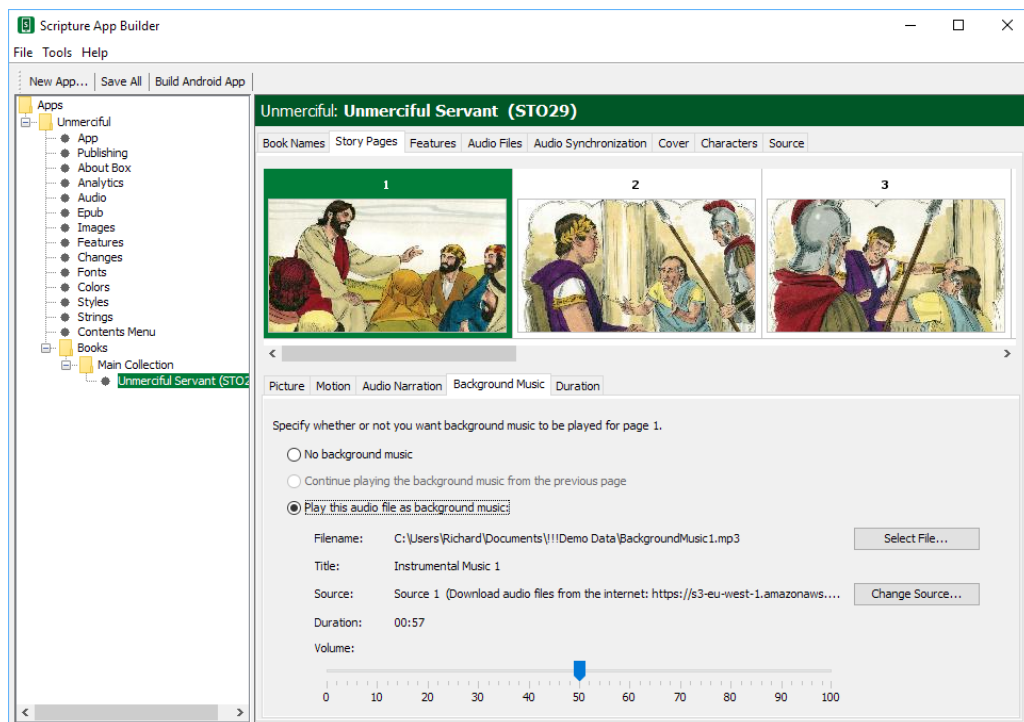 Scripture App Builder
File Tools Help
New App... Save All Build Android App
Apps
Unmerciful
App
Publishing
About Box
Analytics
Audio
Epub
Images
Features
Changes
Fonts
Colors
Styles
Strings
Contents Menu
Books
Main Collection
Unmerciful Servant (STO2
Unmerciful: Unmerciful Servant (STO29)
Book Names Story Pages Features Audio Files Audio Synchronization Cover Characters Source
1 2 3
Picture Motion Audio Narration Background Music Duration
Specify whether or not you want background music to be played for page 1.
No background music
Continue playing the background music from the previous page
Play this audio file as background music:
Filename: C:\Users\Richard\Documents\!!!Demo Data\BackgroundMusic1.mp3 Select File...
Title: Instrumental Music 1
Source: Source 1 (Download audio files from the internet: https://s3-eu-west-1.amazonaws.... Change Source...
Duration: 00:57
Volume:
0 10 20 30 40 50 60 70 80 90 100